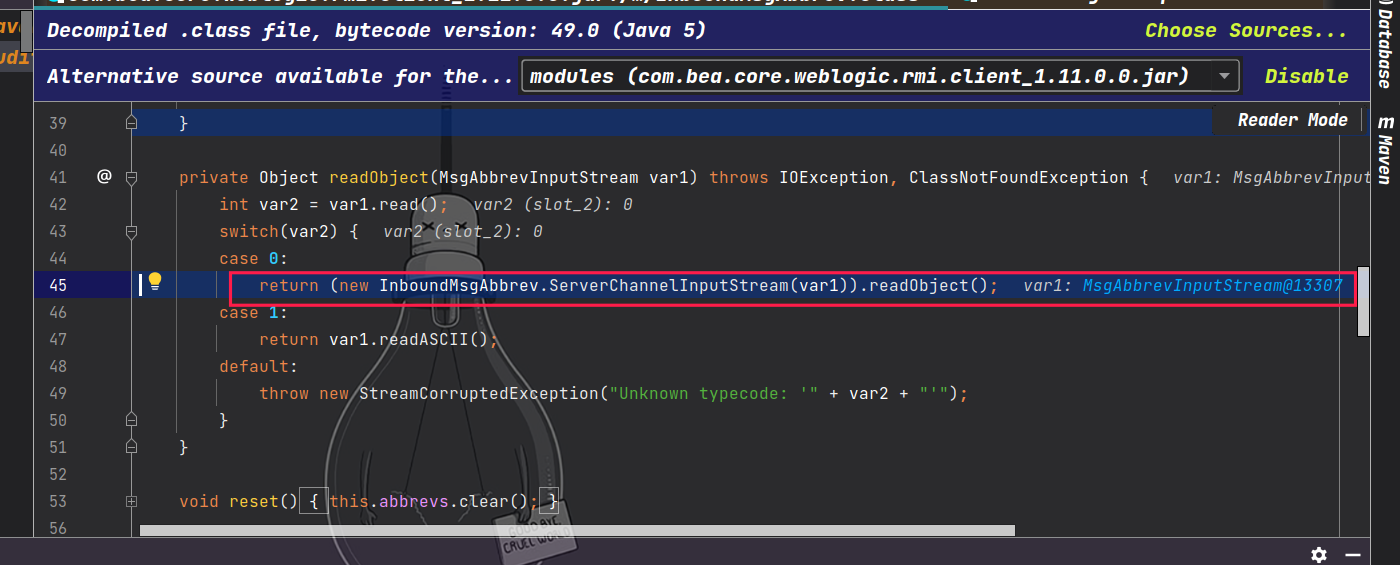 Decompiled .class file, bytecode version: 49.0 (Java 5)
Choose Sources...
Alternative source available for the...
modules (com.bea.core.weblogic.rmi.client_1.11.0.0.jar)
Disable
Reader Mode
39 }
40
41 @ private Object readObject(MsgAbbrevInputStream var1) throws IOException, ClassNotFoundException { var1: MsgAbbrevInput
42 int var2 = var1.read(); var2 (slot_2): 0
43 switch(var2) { var2 (slot_2): 0
44 case 0:
45 return (new InboundMsgAbbrev.ServerChannelInputStream(var1)).readObject(); var1: MsgAbbrevInputStream@13307
46 case 1:
47 return var1.readASCII();
48 default:
49 throw new StreamCorruptedException("Unknown typecode: '" + var2 + "'");
50 }
51 }
52
53 void reset() { this.abbrevs.clear(); }
56
GOOD BYE,
CRUEL WORLD
Database
m Maven